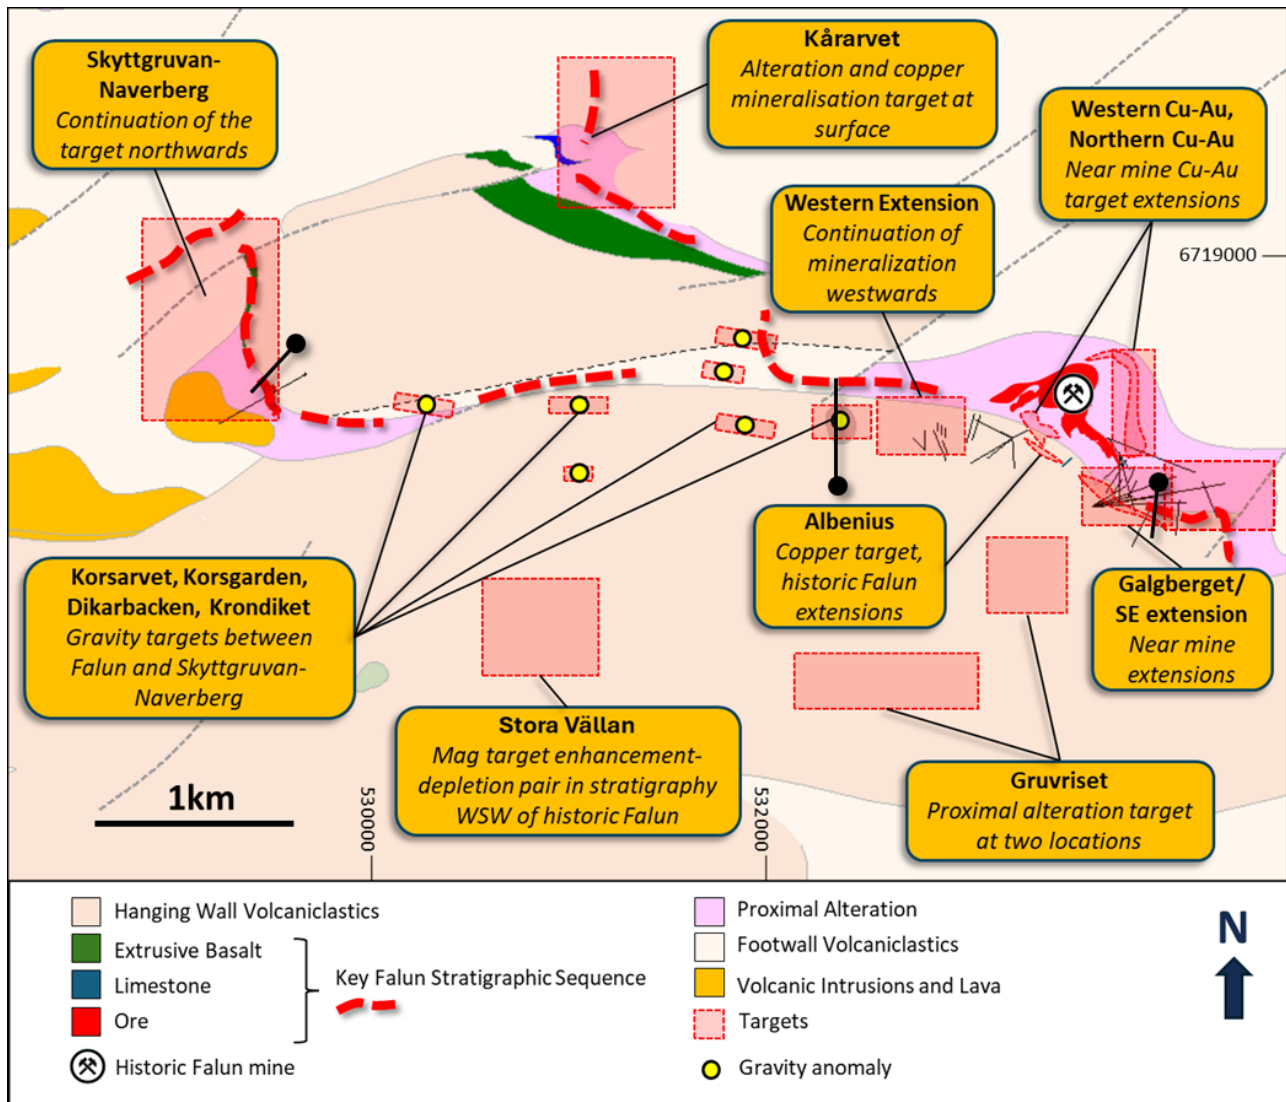 Skyttgruvan-
Naverberg
Continuation of the
target northwards
Kårarvet
Alteration and copper
mineralisation target at
surface
Western Cu-Au,
Northern Cu-Au
Near mine Cu-Au
target extensions
Western Extension
Continuation of
mineralization
westwards
6719000
Korsarvet, Korsgarden,
Dikarbacken, Krondiket
Gravity targets between
Falun and Skyttgruvan-
Naverberg
Albenius
Copper target,
historic Falun
extensions
Galgberget/
SE extension
Near mine
extensions
Stora Vällan
Mag target enhancement-
depletion pair in stratigraphy
WSW of historic Falun
Gruvriset
Proximal alteration target
at two locations
1km
530000
532000
Hanging Wall Volcaniclastics
Extrusive Basalt
Limestone
Ore
Key Falun Stratigraphic Sequence
Historic Falun mine
Proximal Alteration
Footwall Volcaniclastics
Volcanic Intrusions and Lava
Targets
Gravity anomaly
N